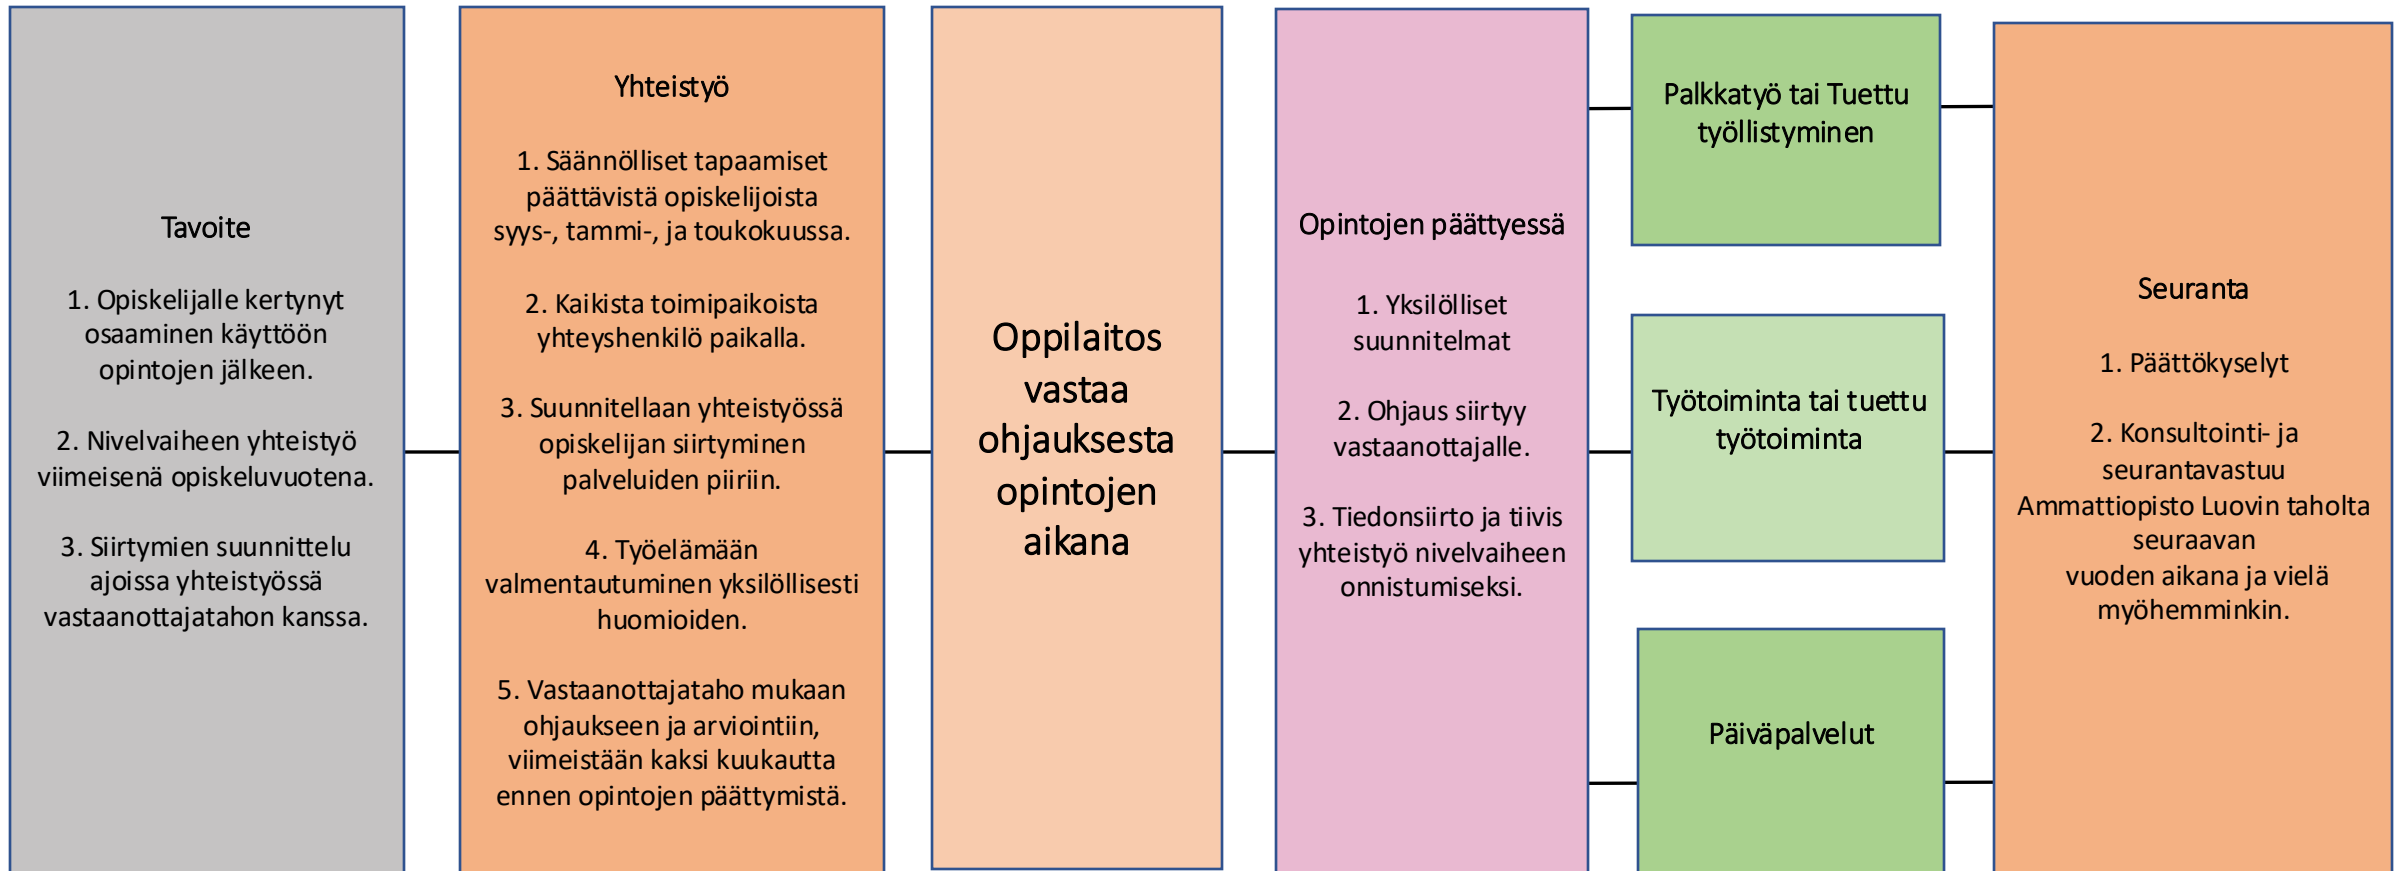 Tavoite
1. Opiskelijalle kertynyt
osaaminen käyttöön
opintojen jälkeen.
2. Nivelvaiheen yhteistyö
viimeisenä opiskeluvuotena.
3. Siirtymien suunnittelu
ajoissa yhteistyössä
vastaanottajatahon kanssa.
Yhteistyö
1. Säännölliset tapaamiset
päättävistä opiskelijoista
syys-, tammi-, ja toukokuussa.
2. Kaikista toimipaikoista
yhteyshenkilö paikalla.
3. Suunnitellaan yhteistyössä
opiskelijan siirtyminen
palveluiden piiriin.
4. Työelämään
valmentautuminen yksilöllisesti
huomioiden.
5. Vastaanottajataho mukaan
ohjaukseen ja arviointiin,
viimeistään kaksi kuukautta
ennen opintojen päättymistä.
Oppilaitos
vastaa
ohjauksesta
opintojen
aikana
Opintojen päättyessä
1. Yksilölliset
suunnitelmat
2. Ohjaus siirtyy
vastaanottajalle.
3. Tiedonsiirto ja tiivis
yhteistyö nivelvaiheen
onnistumiseksi.
Palkkatyö tai Tuettu
työllistyminen
Työtoiminta tai tuettu
työtoiminta
Päiväpalvelut
Seuranta
1. Päättökyselyt
2. Konsultointi- ja
seurantavastuu
Ammattiopisto Luovin taholta
seuraavan
vuoden aikana ja vielä
myöhemminkin.